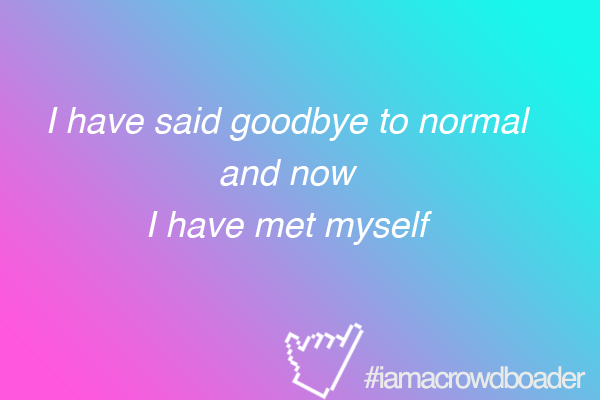 I have said goodbye to normal
and now
I have met myself
#iamacrowdboader